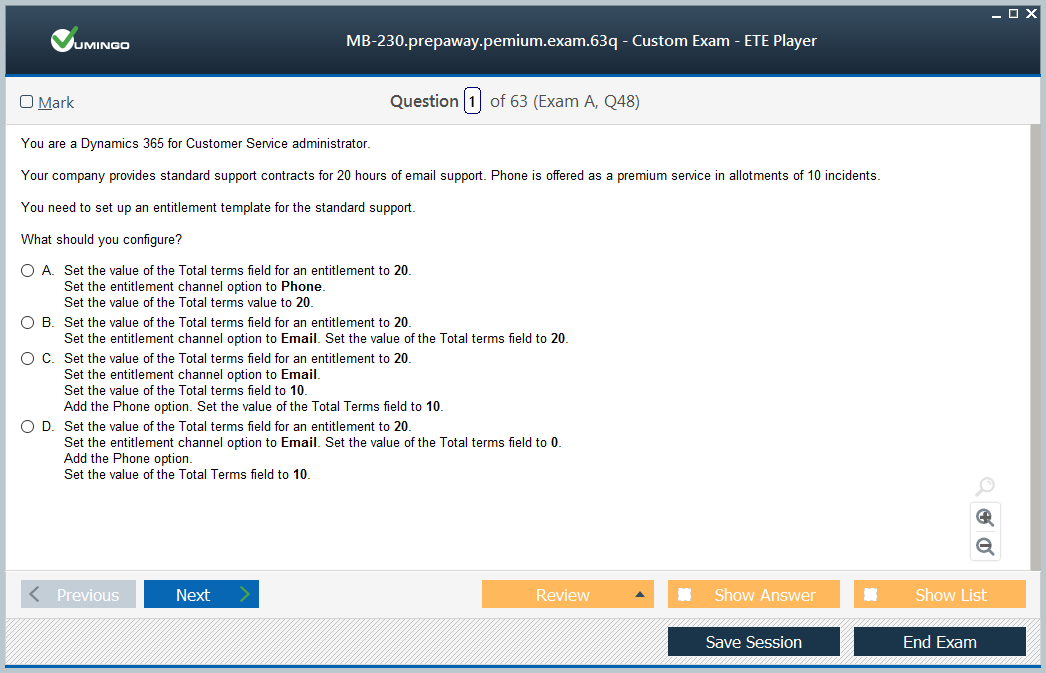 VUMINGO
MB-230.prepaway.pemium.exam.63q - Custom Exam - ETE Player
Mark
Question 1 of 63 (Exam A, Q48)
You are a Dynamics 365 for Customer Service administrator.
Your company provides standard support contracts for 20 hours of email support. Phone is offered as a premium service in allotments of 10 incidents.
You need to set up an entitlement template for the standard support.
What should you configure?
A. Set the value of the Total terms field for an entitlement to 20.
Set the entitlement channel option to Phone.
Set the value of the Total terms value to 20.
B. Set the value of the Total terms field for an entitlement to 20.
Set the entitlement channel option to Email. Set the value of the Total terms field to 20.
C. Set the value of the Total terms field for an entitlement to 20.
Set the entitlement channel option to Email.
Set the value of the Total terms field to 10.
Add the Phone option. Set the value of the Total Terms field to 10.
D. Set the value of the Total terms field for an entitlement to 20.
Set the entitlement channel option to Email. Set the value of the Total terms field to 0.
Add the Phone option.
Set the value of the Total Terms field to 10.
Previous
Next
Review
Show Answer
Show List
Save Session
End Exam